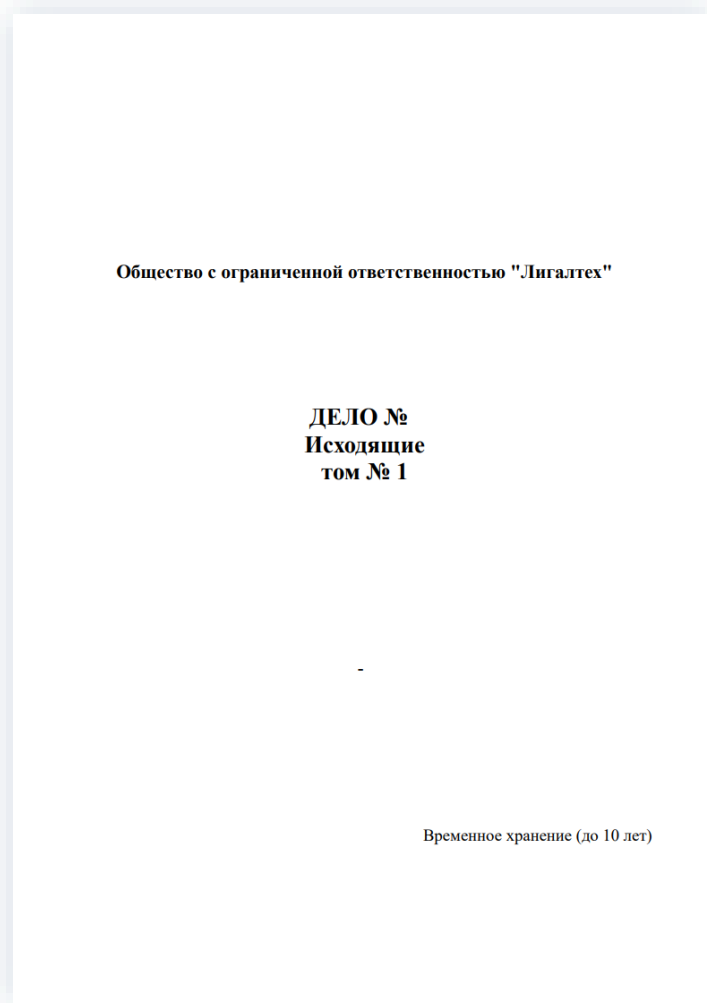 Общество с ограниченной ответственностью "Лигалтех"
ДЕЛО №
Исходящие
том № 1
-
Временное хранение (до 10 лет)